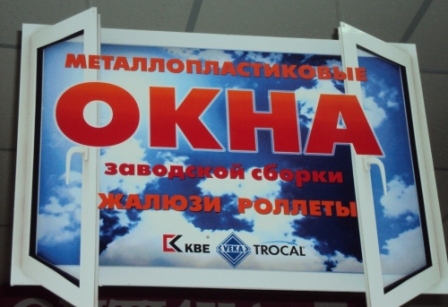 МЕТАЛЛОПЛАСТИКОВЫЕ
ОКНА
заводской сборки
ЖАЛЮЗИ РОЛЛЕТЫ
KBE VEKA TROCAL